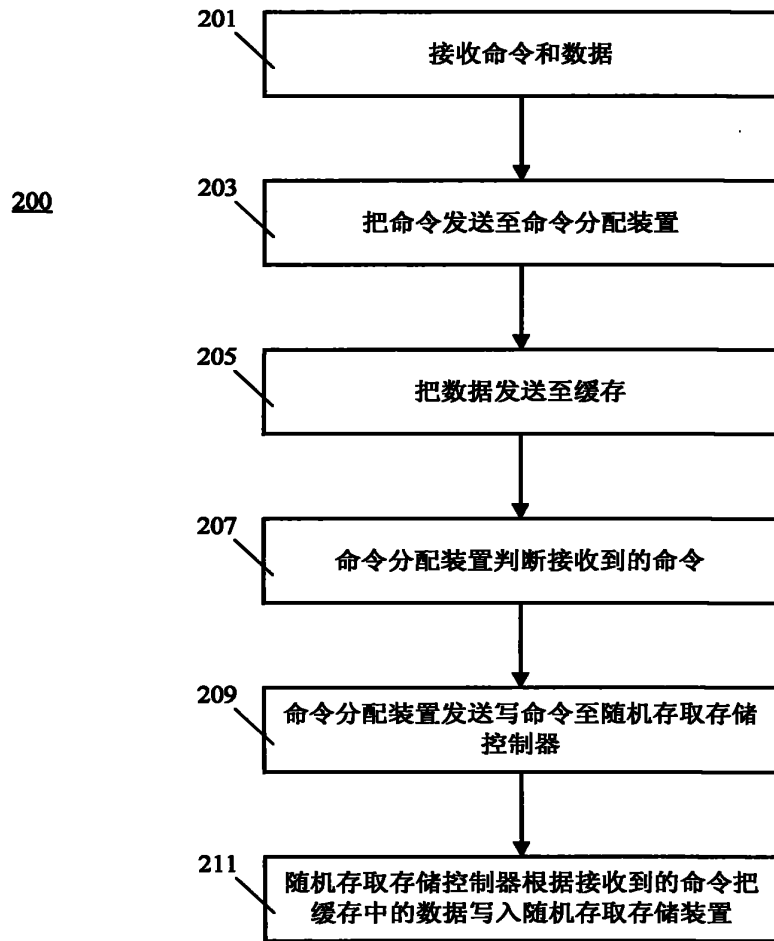 201
接收命令和数据
200
203
把命令发送至命令分配装置
205
把数据发送至缓存
207
命令分配装置判断接收到的命令
209
命令分配装置发送写命令至随机存取存储
控制器
211
随机存取存储控制器根据接收到的命令把
缓存中的数据写入随机存取存储装置